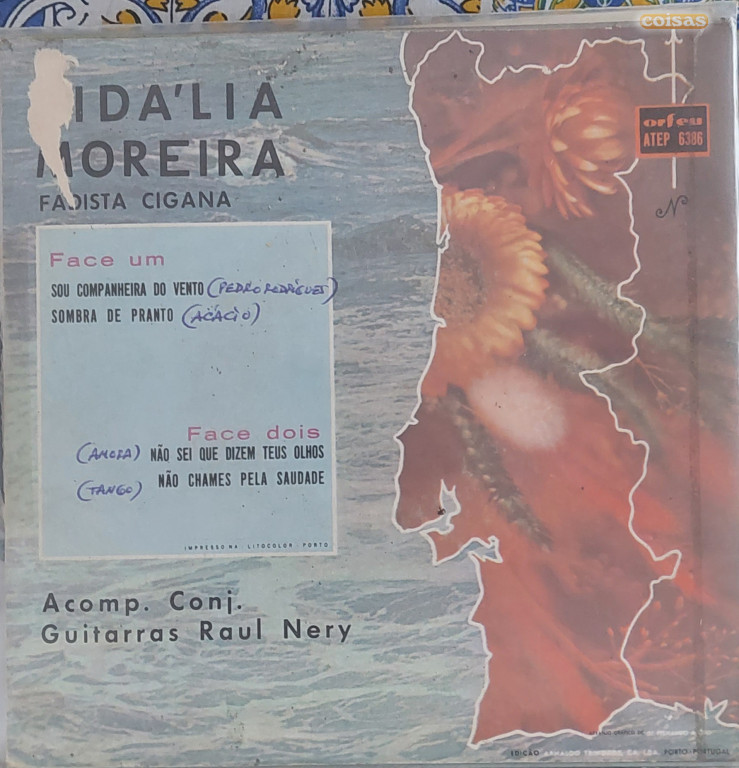 coisas
IDA'LIA
MOREIRA
FADISTA CIGANA
orfeu
ATEP 6386
N
Face um
SOU COMPANHEIRA DO VENTO (PEDRO RODRIGUES)
SOMBRA DE PRANTO (ACÁCIO)
Face dois
(AMORA) NÃO SEI QUE DIZEM TEUS OLHOS
(TANGO) NÃO CHAMES PELA SAUDADE
IMPRESSO NA LITOCOLOR - PORTO
Acomp. Conj.
Guitarras Raul Nery
EDIÇÃO ARNALDO TRINDADE, CA. LDA. PORTO-PORTUGAL